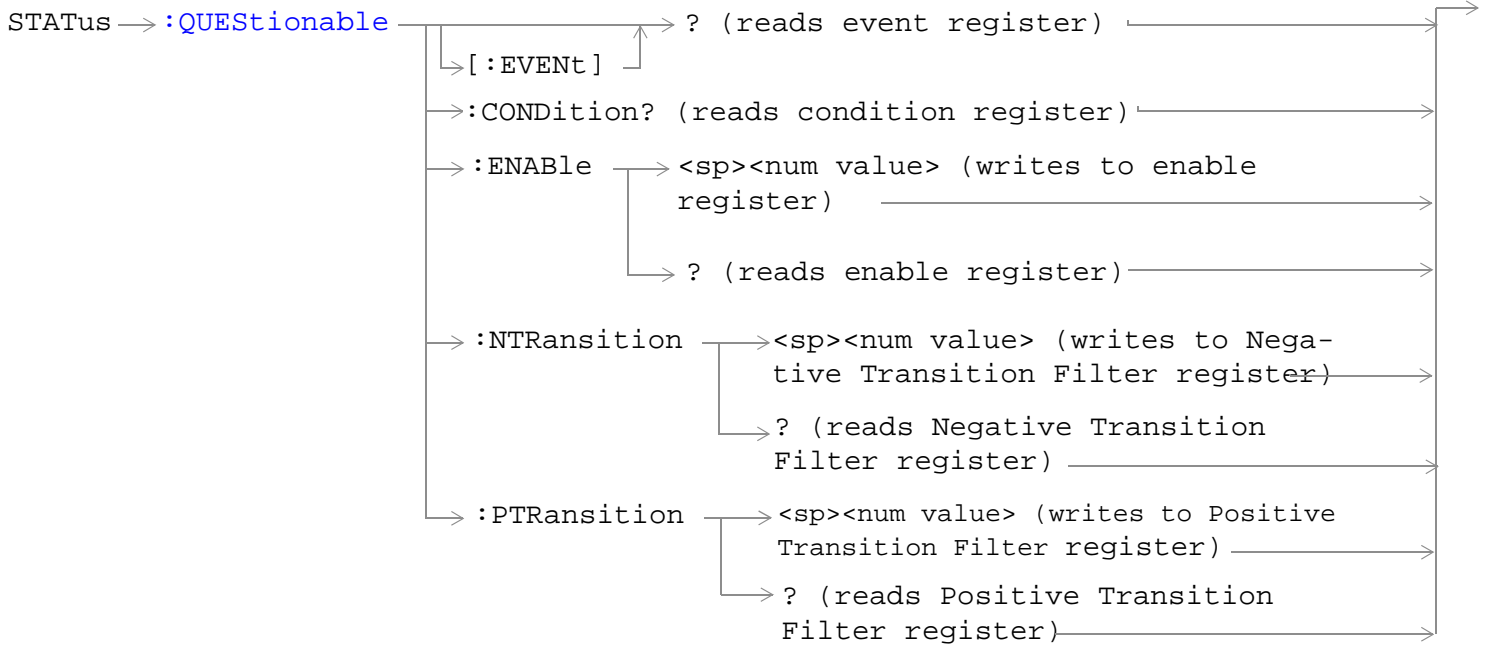 STATus :QUEStionable ? (reads event register)
[:EVENt]
:CONDition? (reads condition register)
:ENABle <sp><num value> (writes to enable
register)
? (reads enable register)
:NTRansition <sp><num value> (writes to Nega-
tive Transition Filter register)
? (reads Negative Transition
Filter register)
:PTRansition <sp><num value> (writes to Positive
Transition Filter register)
? (reads Positive Transition
Filter register)